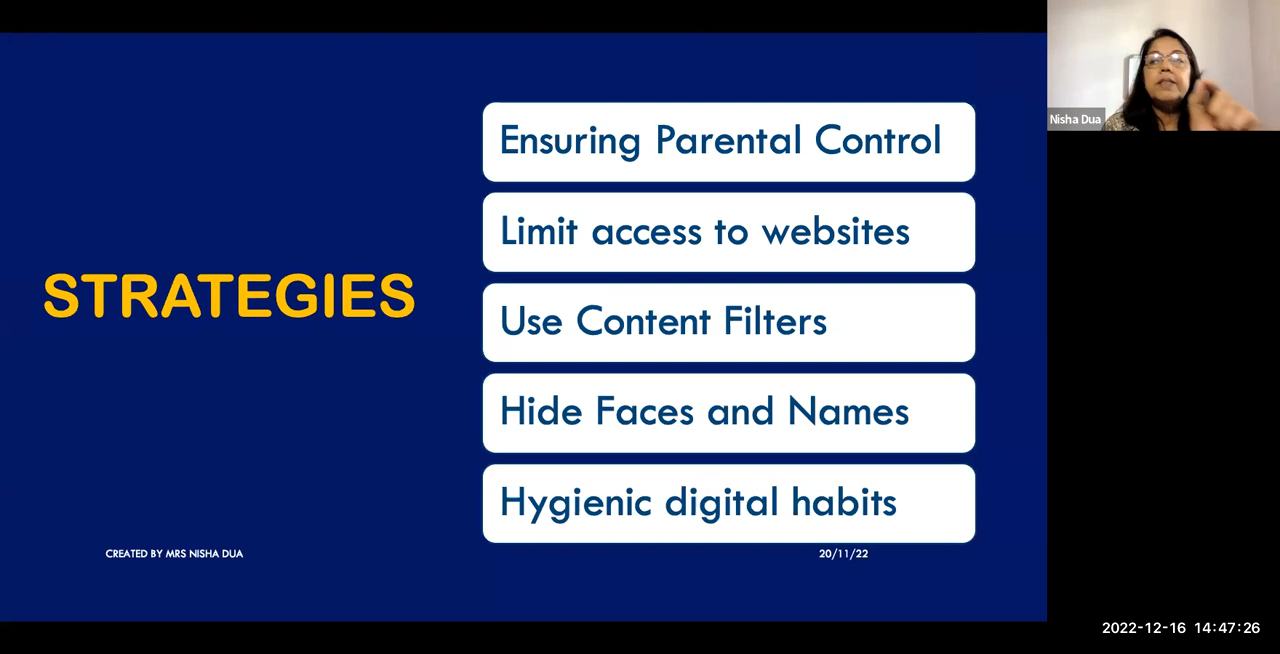 STRATEGIES
Ensuring Parental Control
Limit access to websites
Use Content Filters
Hide Faces and Names
Hygienic digital habits
CREATED BY MRS NISHA DUA
20/11/22
Nisha Dua
2022-12-16 14:47:26